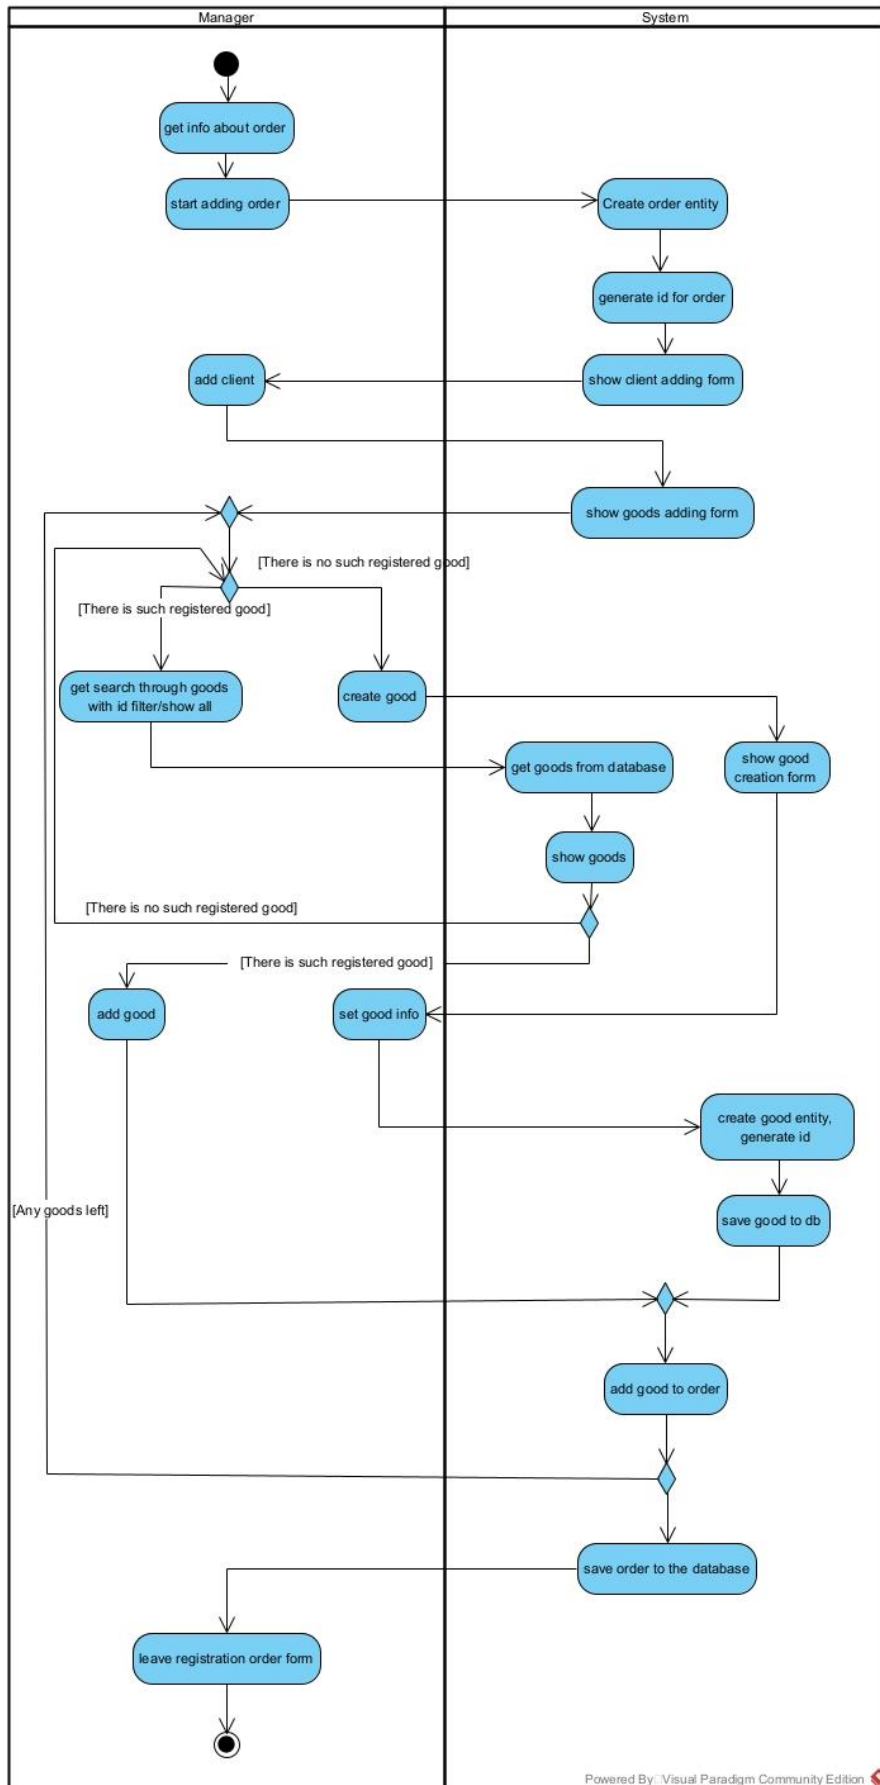 Manager
System
get info about order
start adding order
Create order entity
generate id for order
add client
show client adding form
show goods adding form
[There is no such registered good]
[There is such registered good]
get search through goods
with id filter/show all
create good
get goods from database
show good
creation form
show goods
[There is no such registered good]
[There is such registered good]
add good
set good info
create good entity,
generate id
[Any goods left]
save good to db
add good to order
save order to the database
leave registration order form
Powered By Visual Paradigm Community Edition